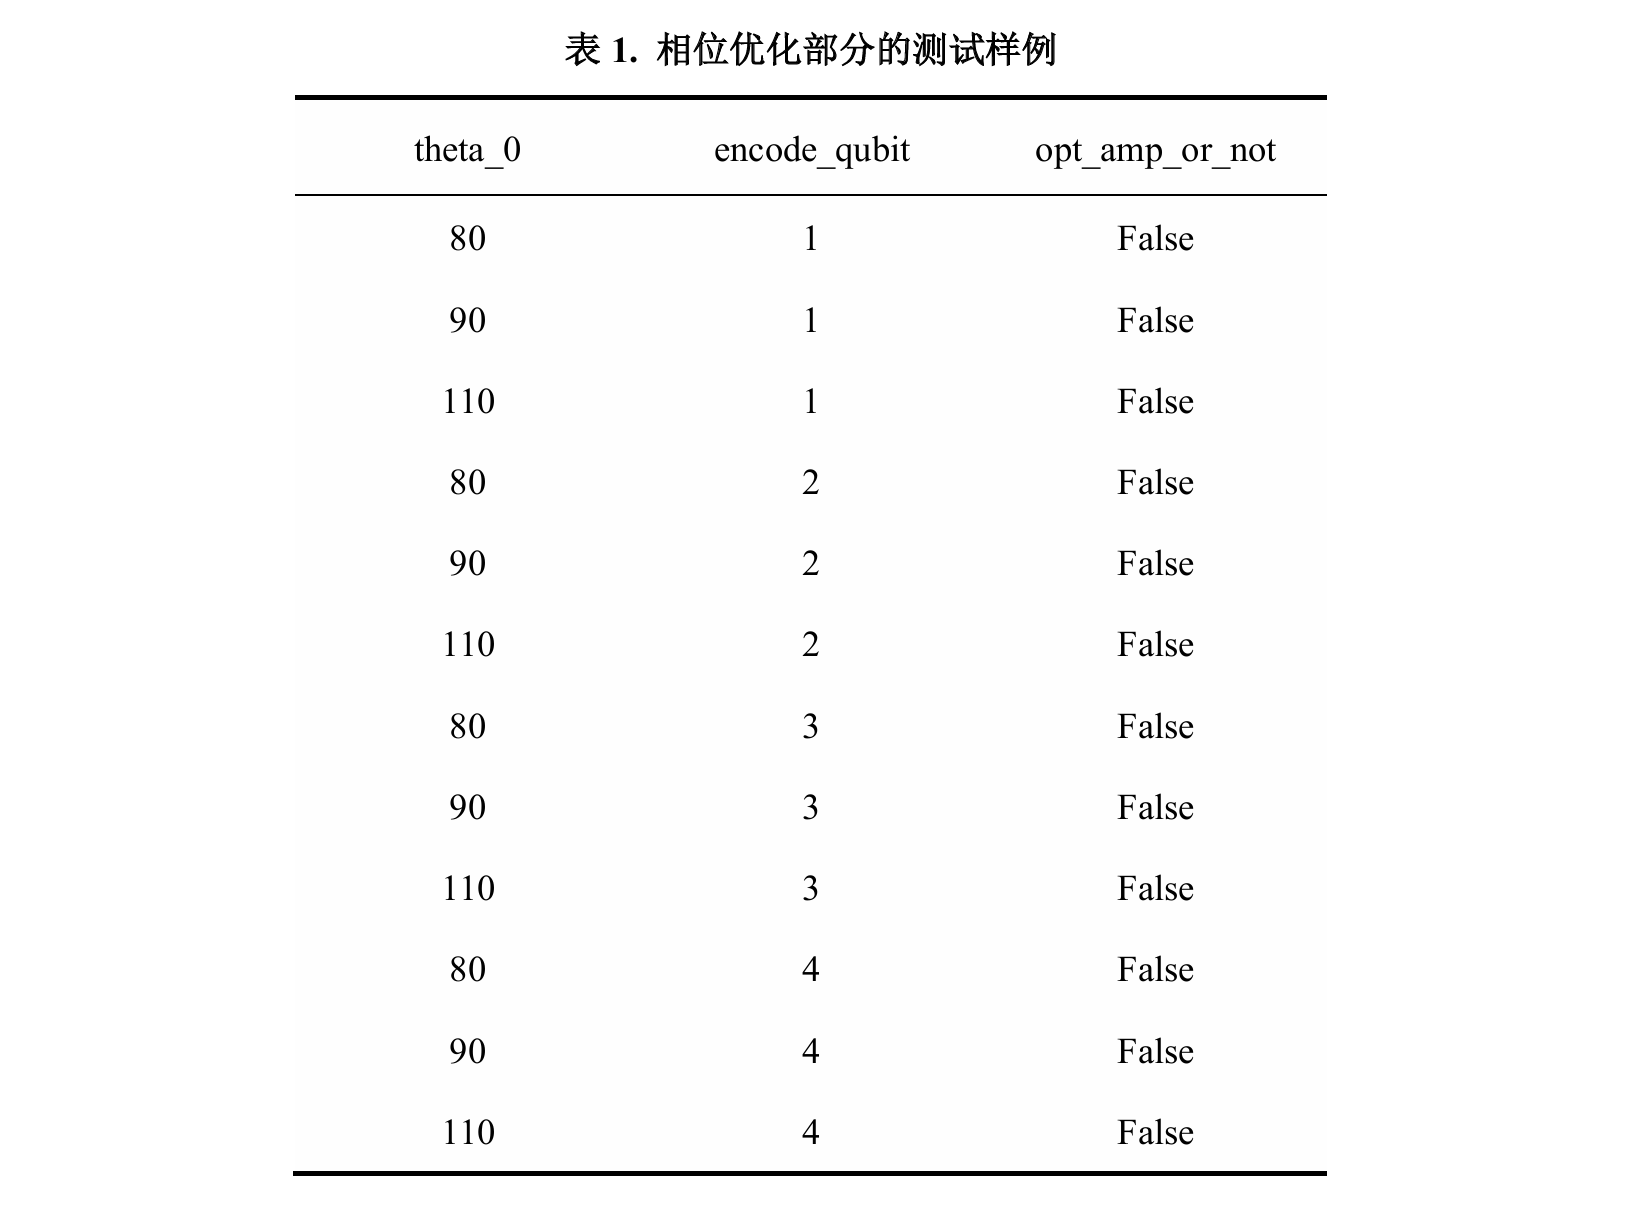 表 1. 相位优化部分的测试样例
theta_0 encode_qubit opt_amp_or_not
80 1 False
90 1 False
110 1 False
80 2 False
90 2 False
110 2 False
80 3 False
90 3 False
110 3 False
80 4 False
90 4 False
110 4 False